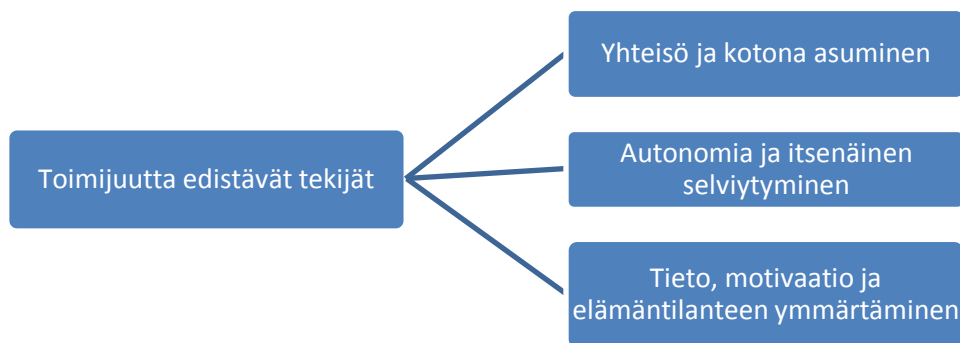 Yhteisö ja kotona asuminen
Toimijuutta edistävät tekijät
Autonomia ja itsenäinen
selviytyminen
Tieto, motivaatio ja
elämäntilanteen ymmärtäminen